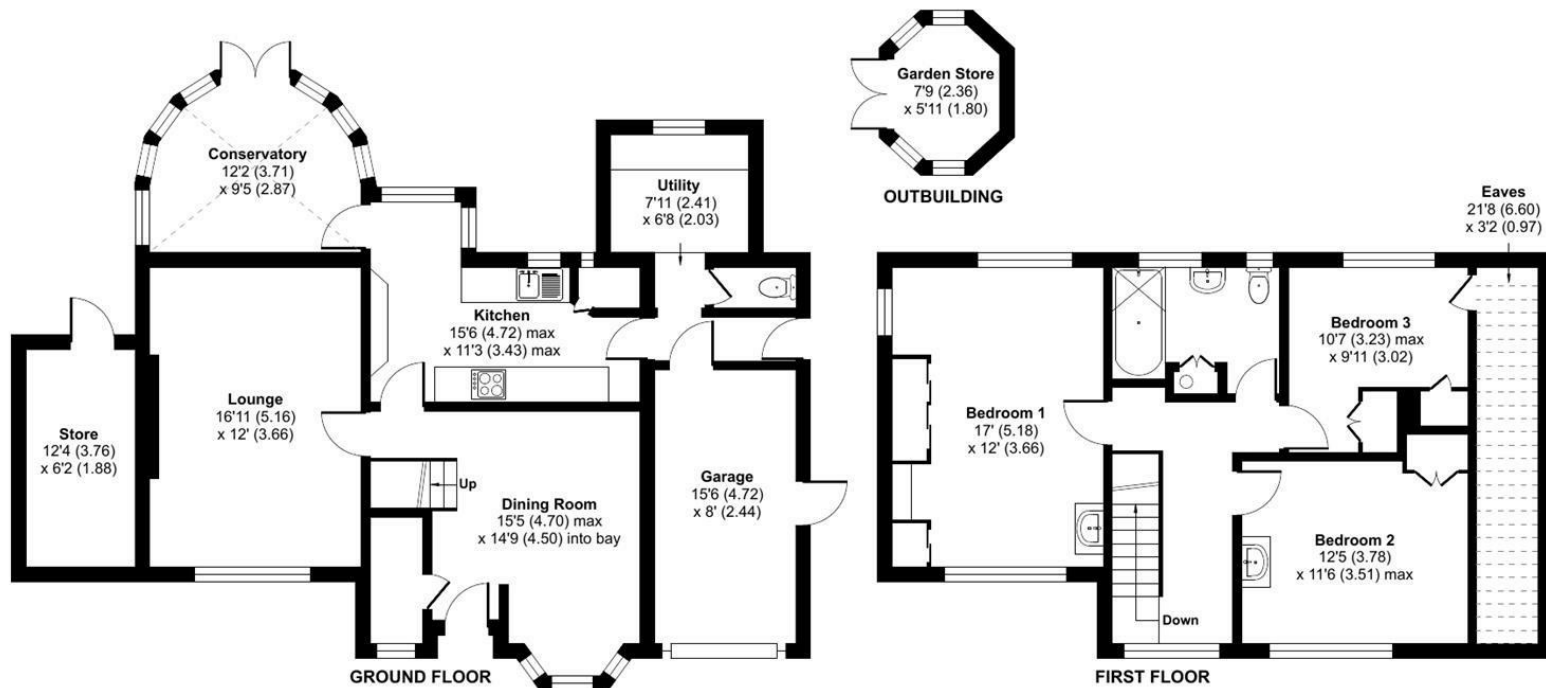 Garden Store
7'9 (2.36)
x 5'11 (1.80)
OUTBUILDING
Conservatory
12'2 (3.71)
x 9'5 (2.87)
Utility
7'11 (2.41)
x 6'8 (2.03)
Kitchen
15'6 (4.72) max
x 11'3 (3.43) max
Lounge
16'11 (5.16)
x 12' (3.66)
Store
12'4 (3.76)
x 6'2 (1.88)
Up
Dining Room
15'5 (4.70) max
x 14'9 (4.50) into bay
Garage
15'6 (4.72)
x 8' (2.44)
GROUND FLOOR
Eaves
21'8 (6.60)
x 3'2 (0.97)
Bedroom 3
10'7 (3.23) max
x 9'11 (3.02)
Bedroom 1
17' (5.18)
x 12' (3.66)
Bedroom 2
12'5 (3.78)
x 11'6 (3.51) max
Down
FIRST FLOOR